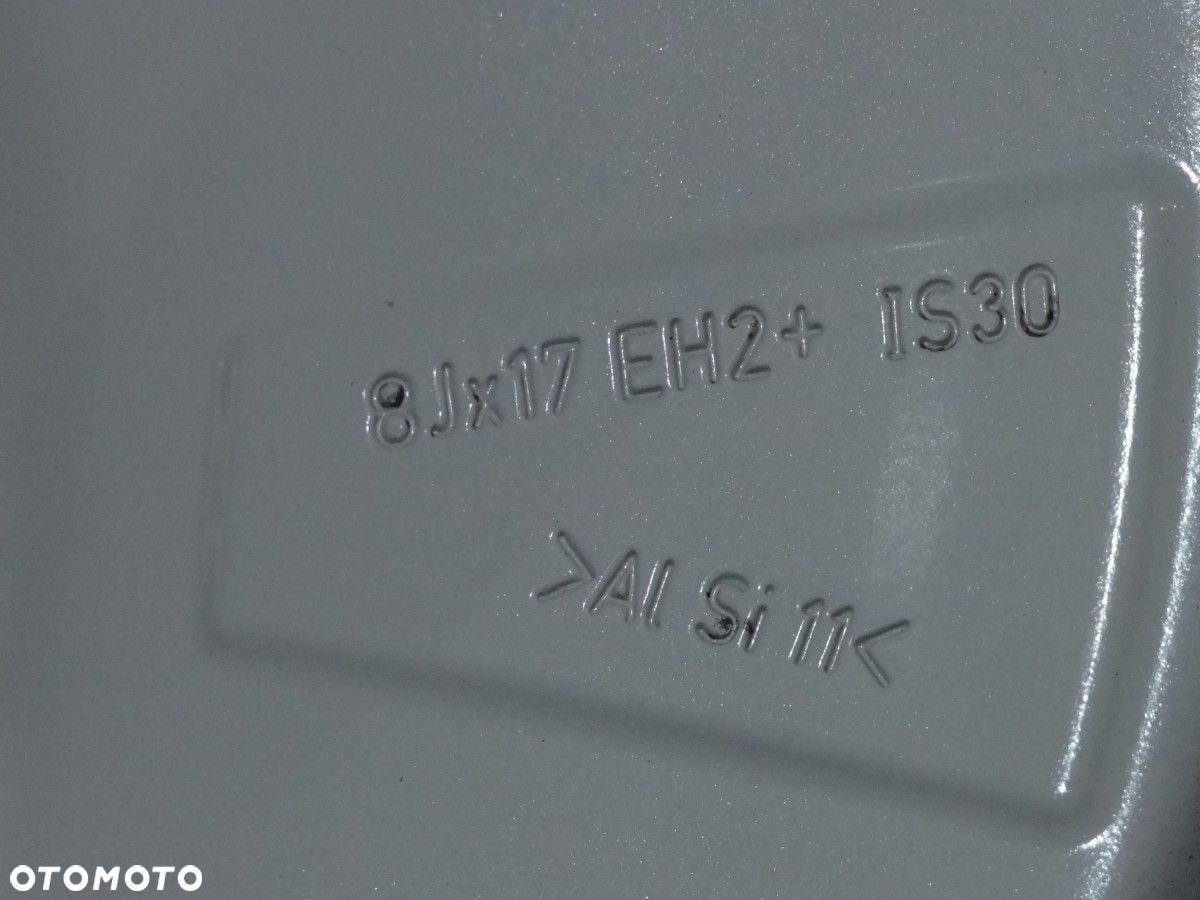 8Jx17 EH2+ IS30
>Al Si 11<
OTOMOTO